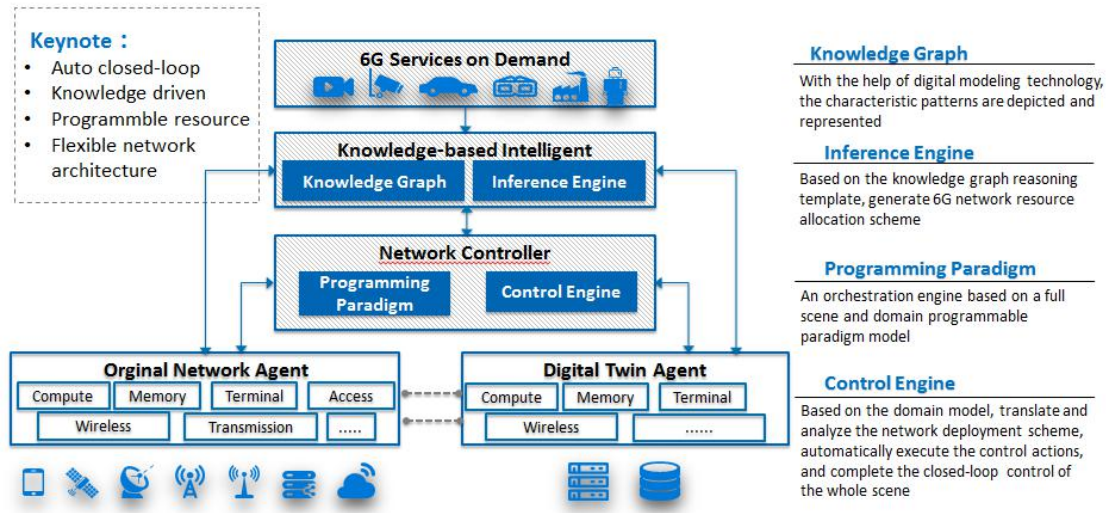 Keynote：
• Auto closed-loop
• Knowledge driven
• Programmble resource
• Flexible network
architecture
6G Services on Demand
Knowledge-based Intelligent
Knowledge Graph
Inference Engine
Network Controller
Programming
Paradigm
Control Engine
Orginal Network Agent
Compute
Memory
Terminal
Access
Wireless
Transmission
.....
Digital Twin Agent
Compute
Memory
Terminal
Wireless
......
Knowledge Graph
With the help of digital modeling technology,
the characteristic patterns are depicted and
represented
Inference Engine
Based on the knowledge graph reasoning
template, generate 6G network resource
allocation scheme
Programming Paradigm
An orchestration engine based on a full
scene and domain programmable
paradigm model
Control Engine
Based on the domain model, translate and
analyze the network deployment scheme,
automatically execute the control actions,
and complete the closed-loop control of
the whole scene